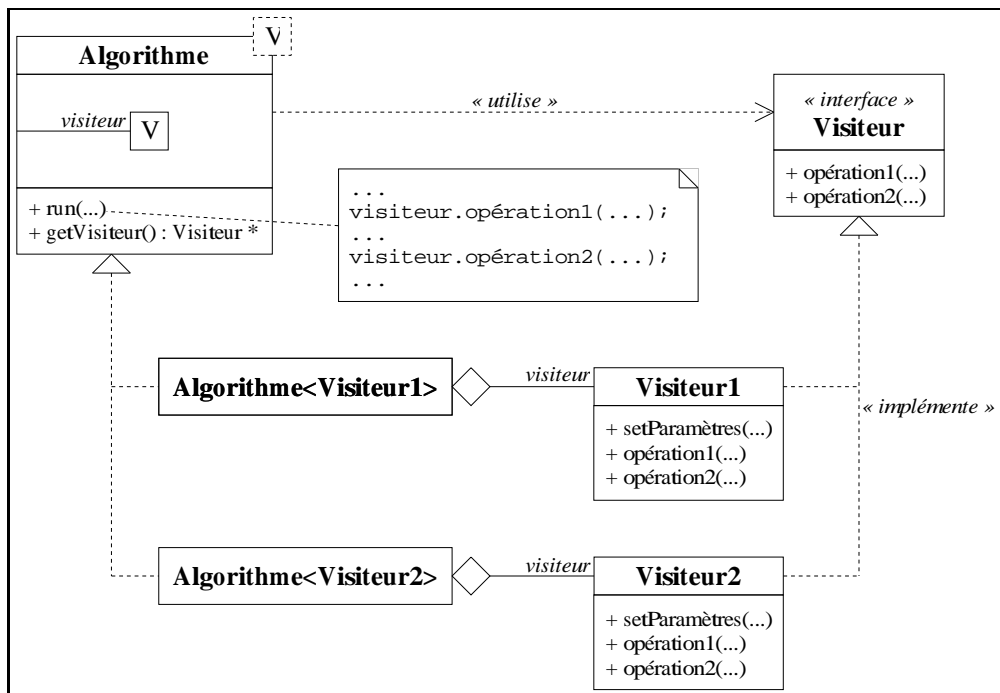 V
Algorithme
visiteur
V
+ run(...)
+ getVisiteur() : Visiteur *
« utilise »
« interface »
Visiteur
+ opération1(...)
+ opération2(...)
...
visiteur.opération1(...);
...
visiteur.opération2(...);
...
Algorithme<Visiteur1>
visiteur
Visiteur1
+ setParamètres(...)
+ opération1(...)
+ opération2(...)
« implémente »
Algorithme<Visiteur2>
visiteur
Visiteur2
+ setParamètres(...)
+ opération1(...)
+ opération2(...)